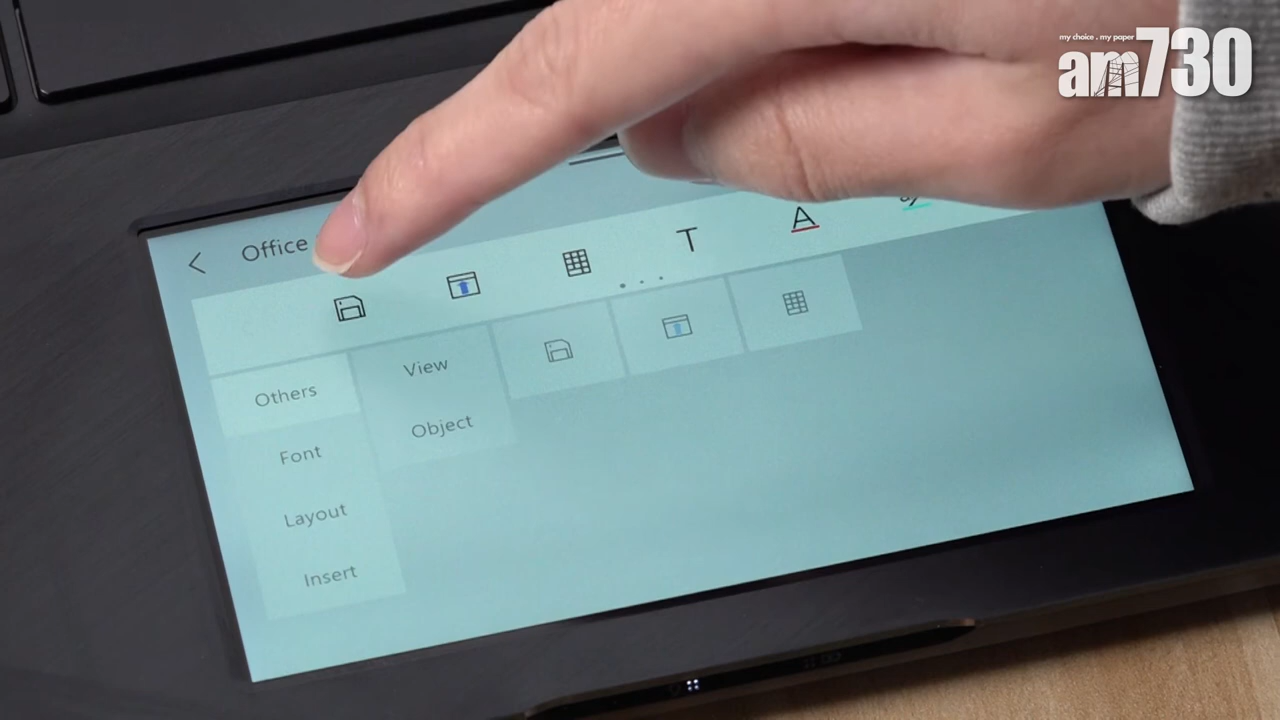 my choice . my paper
am730
Office
T
A
View
Others
Object
Font
Layout
Insert